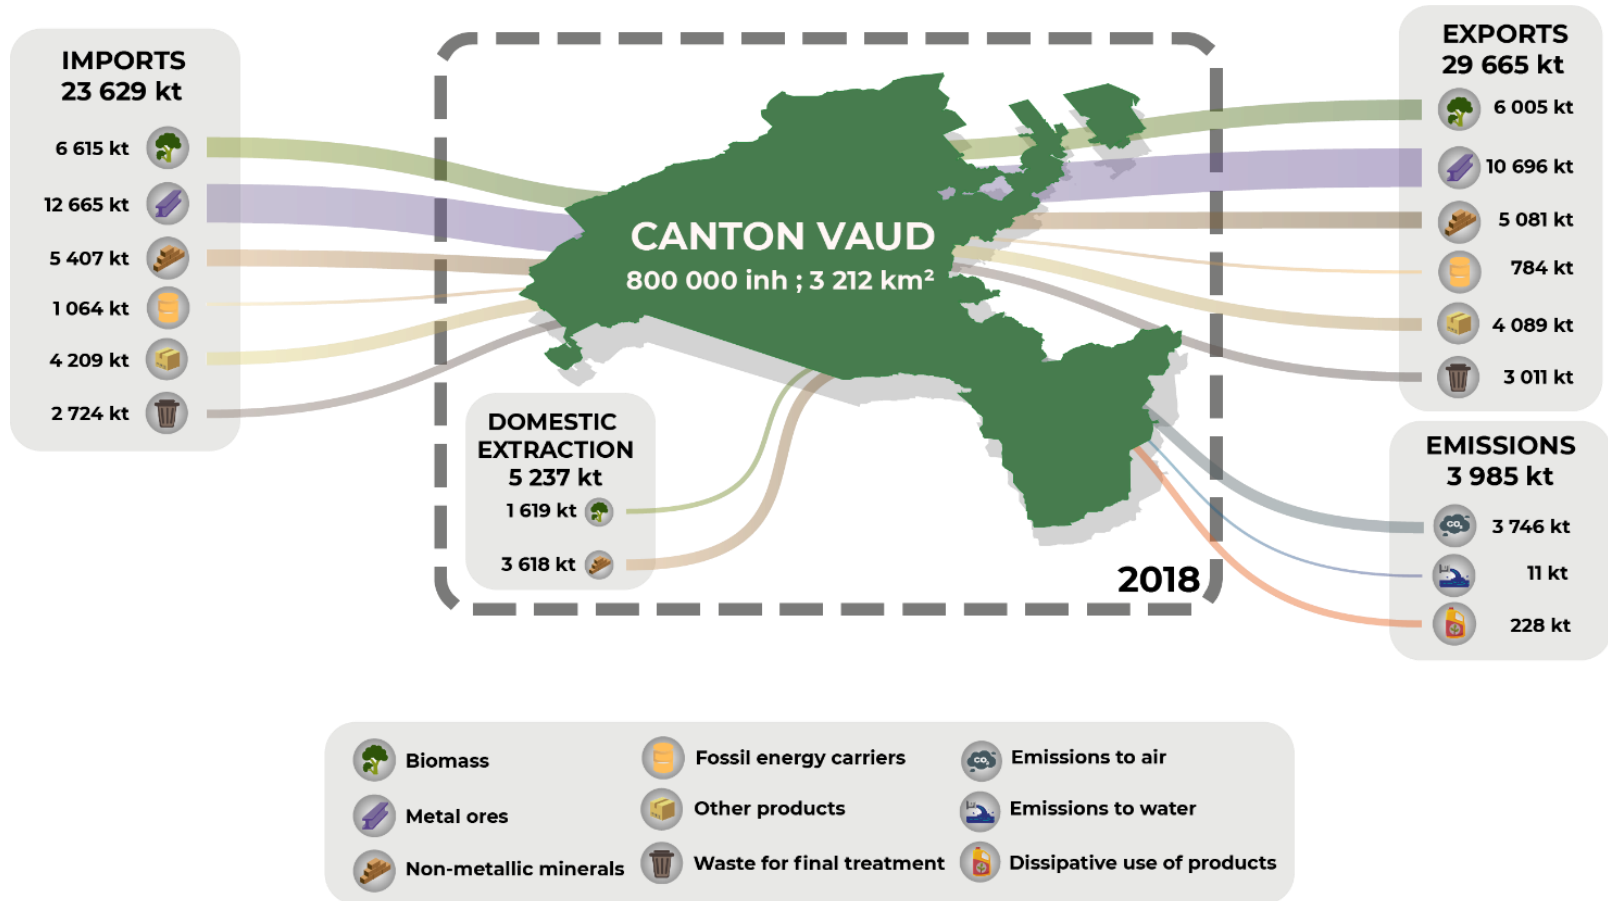 IMPORTS
23 629 kt
6 615 kt
12 665 kt
5 407 kt
1 064 kt
4 209 kt
2 724 kt
CANTON VAUD
800 000 inh ; 3 212 km²
DOMESTIC
EXTRACTION
5 237 kt
1 619 kt
3 618 kt
2018
EXPORTS
29 665 kt
6 005 kt
10 696 kt
5 081 kt
784 kt
4 089 kt
3 011 kt
EMISSIONS
3 985 kt
CO₂ 3 746 kt
11 kt
228 kt
Biomass
Metal ores
Non-metallic minerals
Fossil energy carriers
Other products
Waste for final treatment
CO₂ Emissions to air
Emissions to water
Dissipative use of products